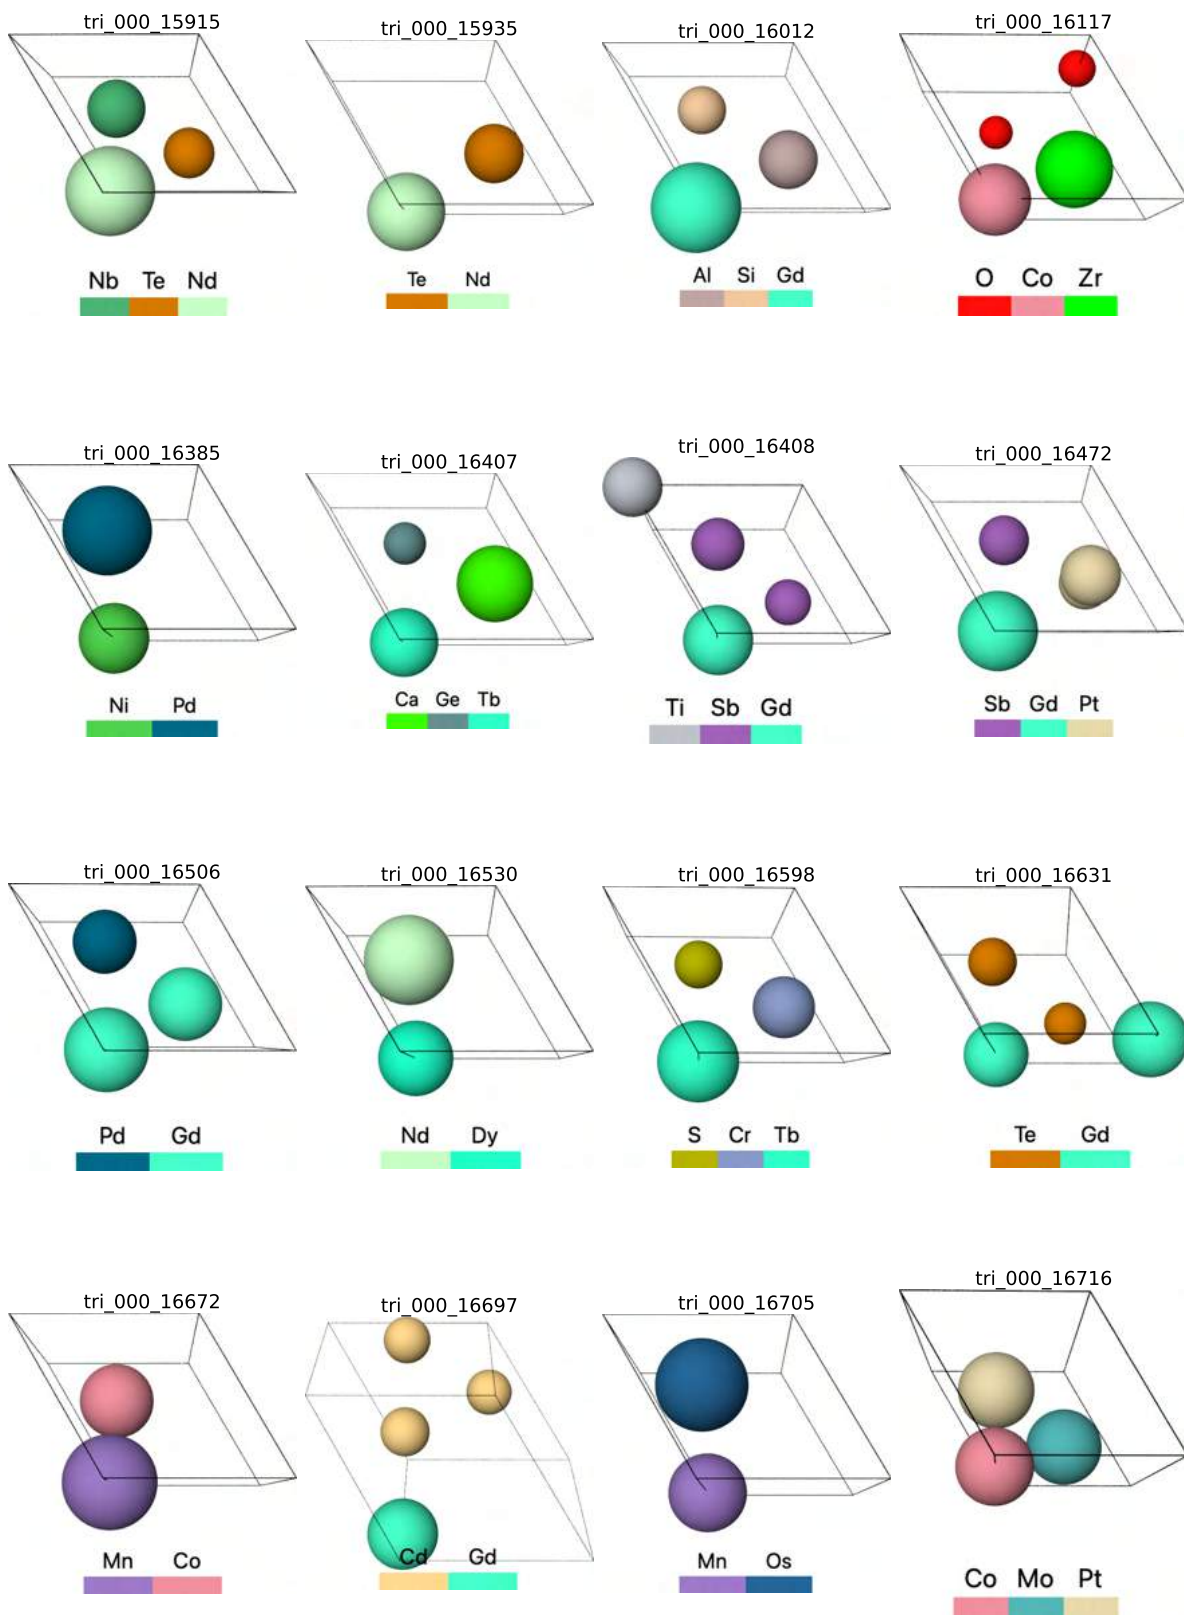 tri_000_15915
tri_000_15935
tri_000_16012
tri_000_16117
Nb Te Nd
Te Nd
Al Si Gd
O Co Zr
tri_000_16385
tri_000_16407
tri_000_16408
tri_000_16472
Ni Pd
Ca Ge Tb
Ti Sb Gd
Sb Gd Pt
tri_000_16506
tri_000_16530
tri_000_16598
tri_000_16631
Pd Gd
Nd Dy
S Cr Tb
Te Gd
tri_000_16672
tri_000_16697
tri_000_16705
tri_000_16716
Mn Co
Cd Gd
Mn Os
Co Mo Pt